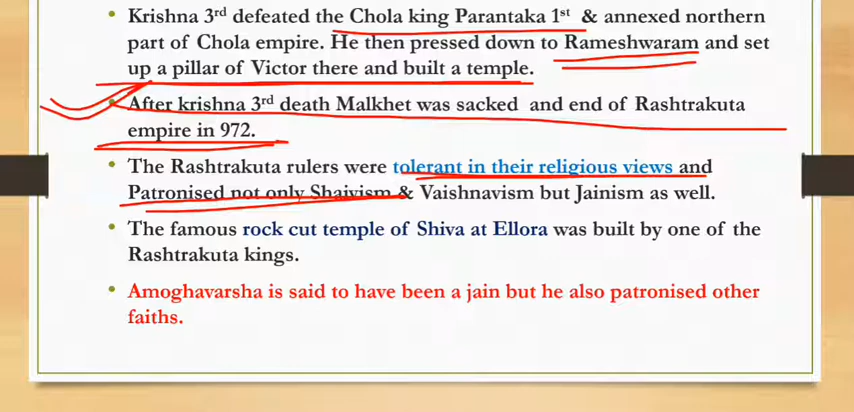 • Krishna 3rd defeated the Chola king Parantaka 1st & annexed northern
part of Chola empire. He then pressed down to Rameshwaram and set
up a pillar of Victor there and built a temple.
• After krishna 3rd death Malkhet was sacked and end of Rashtrakuta
empire in 972.
• The Rashtrakuta rulers were tolerant in their religious views and
Patronised not only Shaivism & Vaishnavism but Jainism as well.
• The famous rock cut temple of Shiva at Ellora was built by one of the
Rashtrakuta kings.
• Amoghavarsha is said to have been a jain but he also patronised other
faiths.